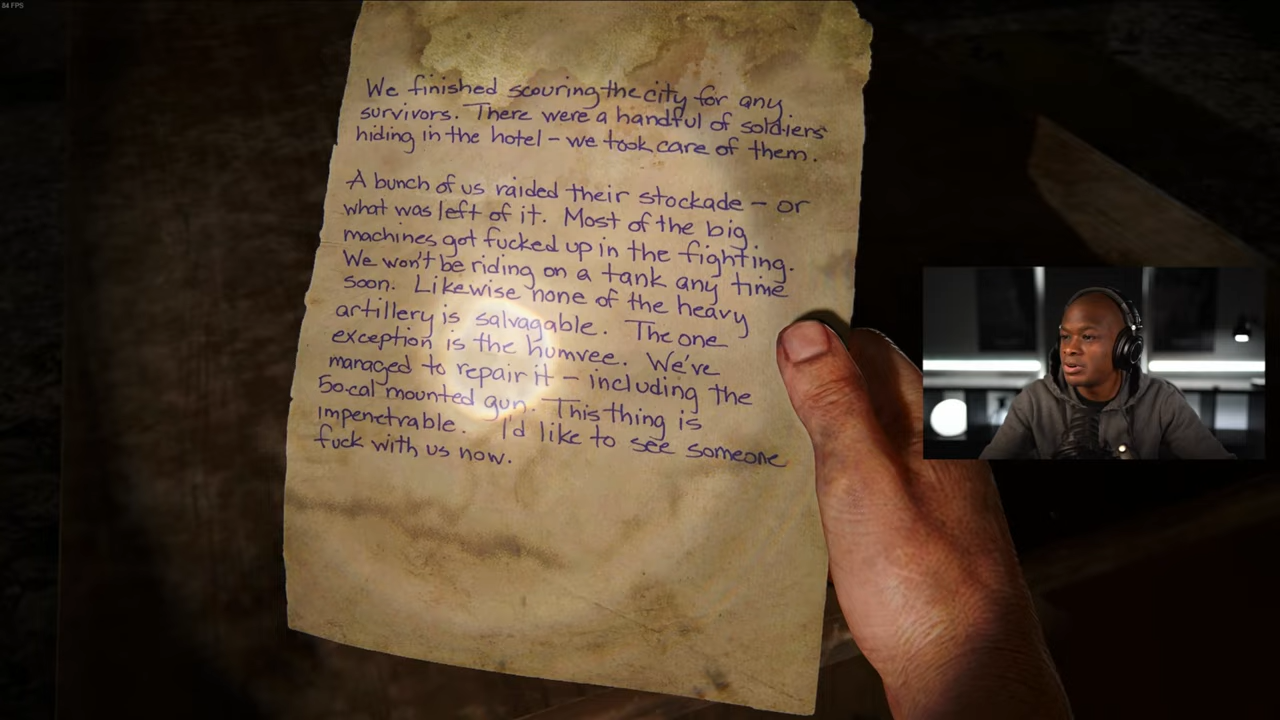 84 FPS
We finished scouring the city for any
survivors. There were a handful of soldiers
hiding in the hotel – we took care of them.
A bunch of us raided their stockade – or
what was left of it. Most of the big
machines got fucked up in the fighting.
We won't be riding on a tank any time
soon. Likewise none of the heavy
artillery is salvagable. The one
exception is the humvee. We've
managed to repair it – including the
50-cal mounted gun. This thing is
impenetrable. I'd like to see someone
fuck with us now.